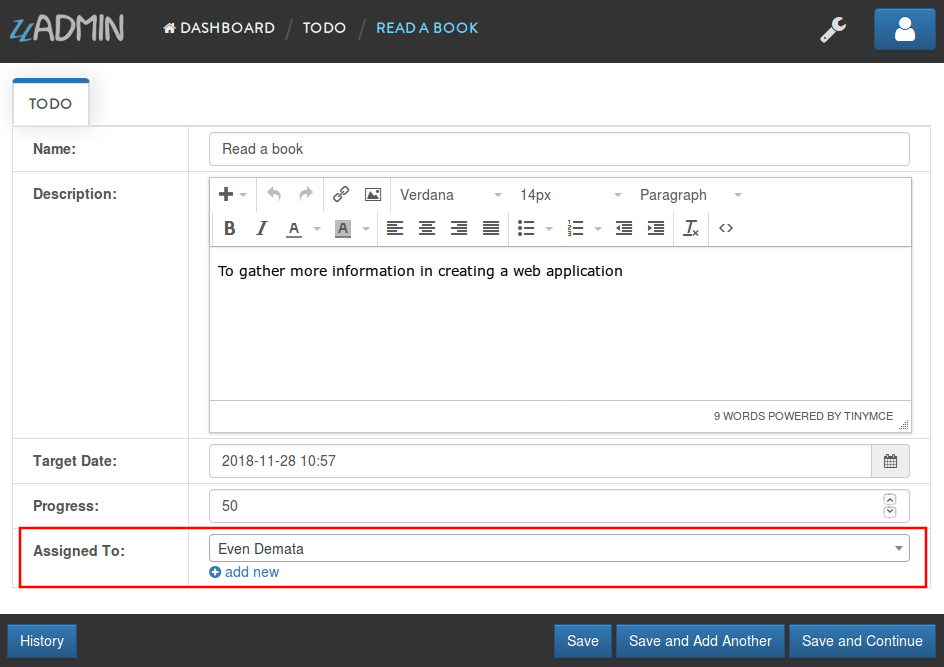 uADMIN DASHBOARD / TODO / READ A BOOK
TODO
Name: Read a book
Description:
Verdana 14px Paragraph
B I A A
To gather more information in creating a web application
9 WORDS POWERED BY TINYMCE
Target Date: 2018-11-28 10:57
Progress: 50
Assigned To: Even Demata
add new
History Save Save and Add Another Save and Continue